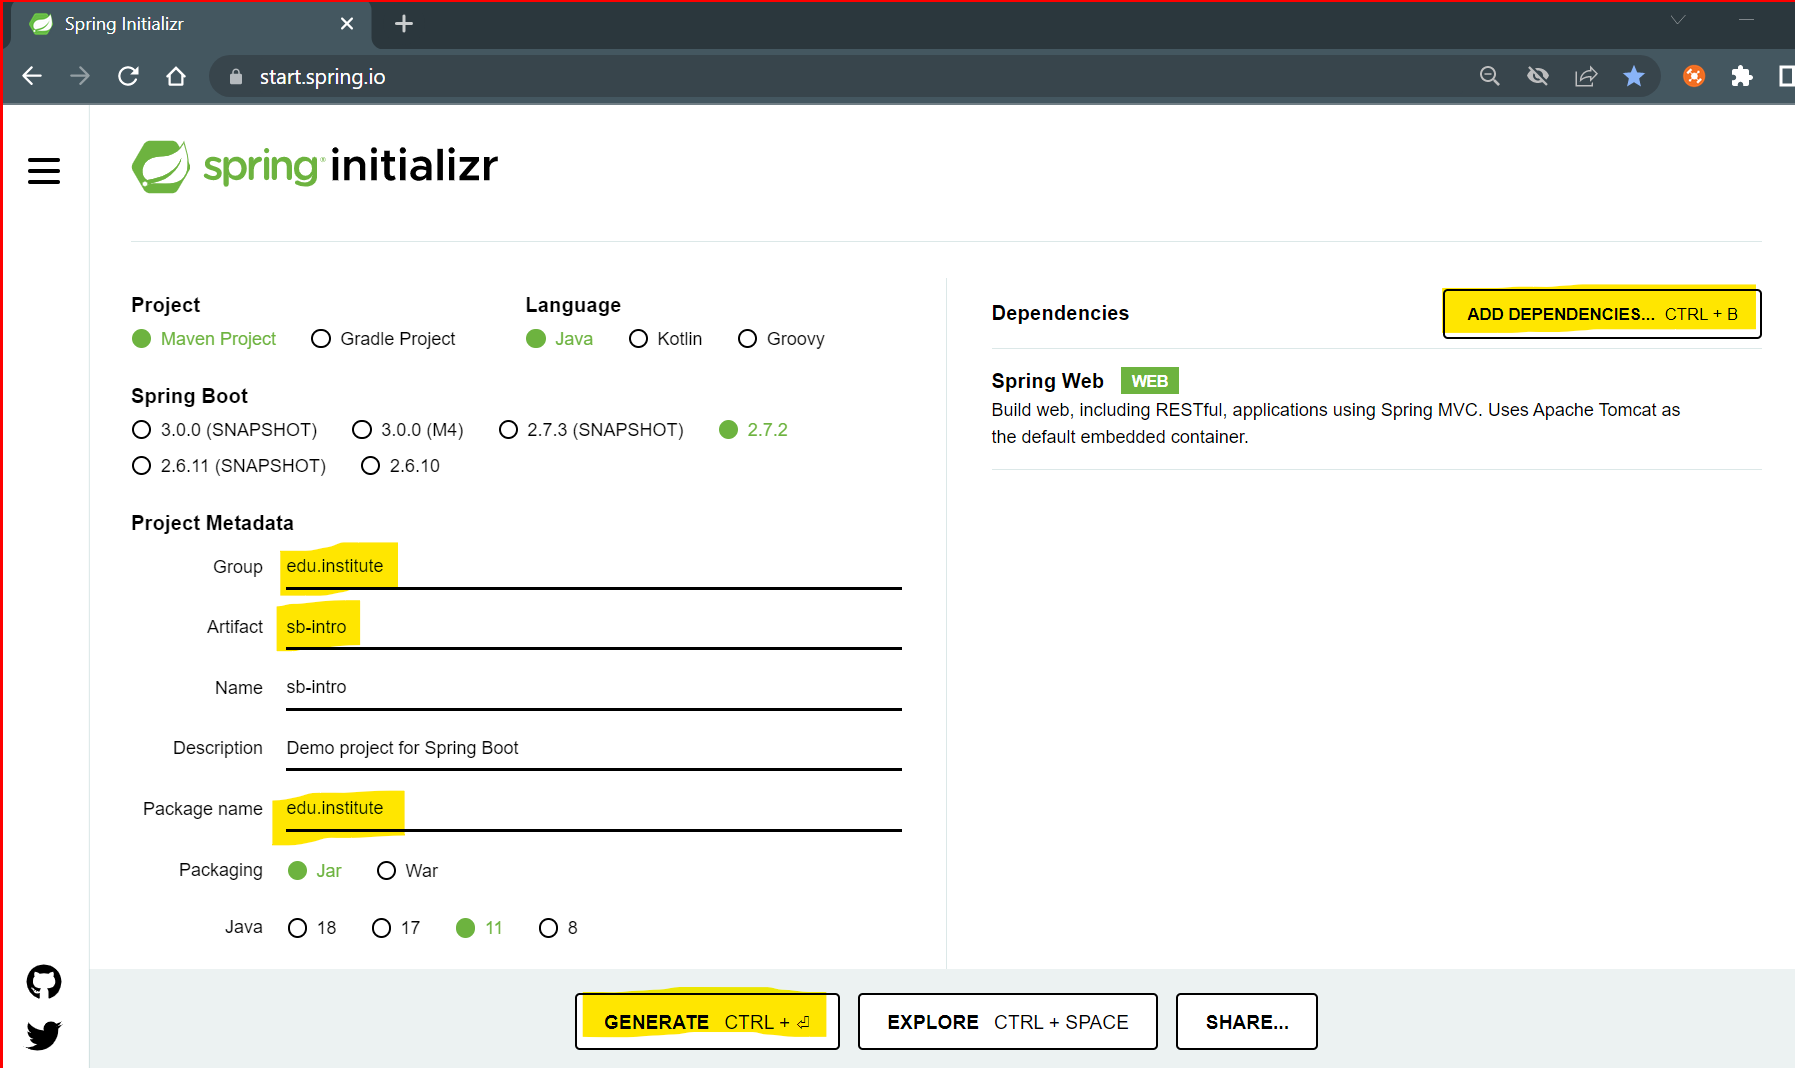 Spring Initializr
start.spring.io
spring initializr
Project
Maven Project Gradle Project
Language
Java Kotlin Groovy
Spring Boot
3.0.0 (SNAPSHOT) 3.0.0 (M4) 2.7.3 (SNAPSHOT) 2.7.2
2.6.11 (SNAPSHOT) 2.6.10
Project Metadata
Group edu.institute
Artifact sb-intro
Name sb-intro
Description Demo project for Spring Boot
Package name edu.institute
Packaging Jar War
Java 18 17 11 8
Dependencies
ADD DEPENDENCIES... CTRL + B
Spring Web WEB
Build web, including RESTful, applications using Spring MVC. Uses Apache Tomcat as
the default embedded container.
GENERATE CTRL + ⏎
EXPLORE CTRL + SPACE
SHARE...